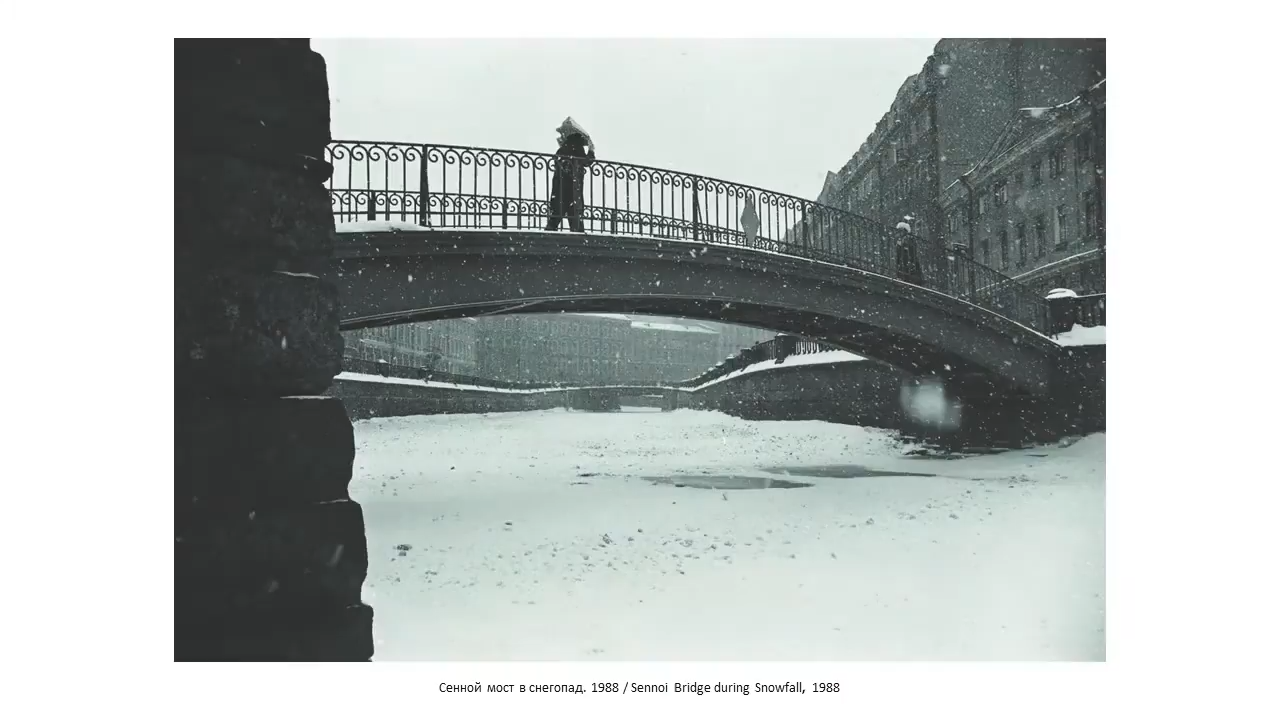 Сенной мост в снегопад. 1988 / Sennoi Bridge during Snowfall, 1988